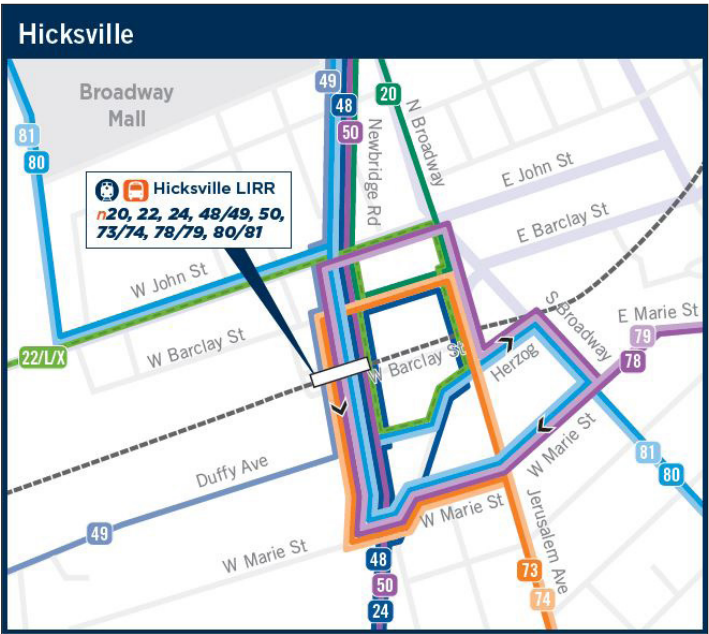 Hicksville
Broadway
Mall
49
48
50
20
N Broadway
Newbridge Rd
81
80
E John St
Hicksville LIRR
n20, 22, 24, 48/49, 50,
73/74, 78/79, 80/81
E Barclay St
W John St
S Broadway
E Marie St
79
78
22/L/X
W Barclay St
W Barclay St
Herzog
W Marie St
81
80
Duffy Ave
49
W Marie St
W Marie St
Jerusalem Ave
48
50
24
73
74